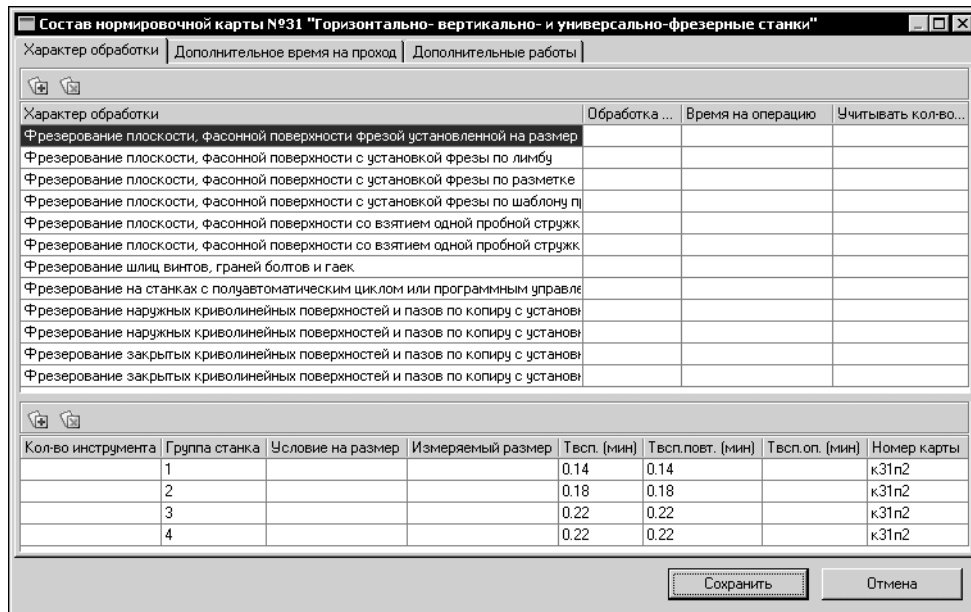 Состав нормировочной карты №31 "Горизонтально- вертикально- и универсально-фрезерные станки"
Характер обработки Дополнительное время на проход Дополнительные работы
Характер обработки Обработка ... Время на операцию Учитывать кол-во...
Фрезерование плоскости, фасонной поверхности фрезой установленной на размер
Фрезерование плоскости, фасонной поверхности с установкой фрезы по лимбу
Фрезерование плоскости, фасонной поверхности с установкой фрезы по разметке
Фрезерование плоскости, фасонной поверхности с установкой фрезы по шаблону п
Фрезерование плоскости, фасонной поверхности со взятием одной пробной стружк
Фрезерование плоскости, фасонной поверхности со взятием одной пробной стружк
Фрезерование шлиц винтов, граней болтов и гаек
Фрезерование на станках с полуавтоматическим циклом или программным управле
Фрезерование наружных криволинейных поверхностей и пазов по копиру с установ
Фрезерование наружных криволинейных поверхностей и пазов по копиру с установ
Фрезерование закрытых криволинейных поверхностей и пазов по копиру с установ
Фрезерование закрытых криволинейных поверхностей и пазов по копиру с установ
Кол-во инструмента Группа станка Условие на размер Измеряемый размер Твсп. (мин) Твсп.повт. (мин) Твсп.оп. (мин) Номер карты
1 0.14 0.14 к31п2
2 0.18 0.18 к31п2
3 0.22 0.22 к31п2
4 0.22 0.22 к31п2
Сохранить Отмена